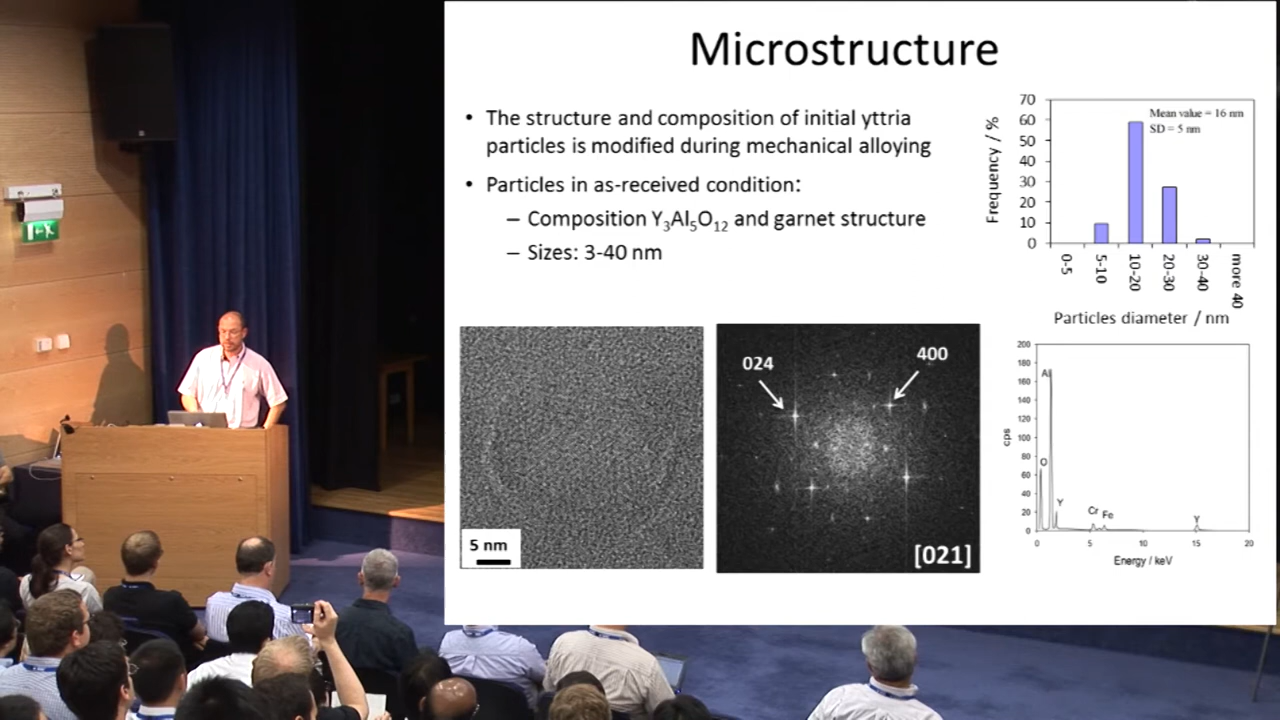 Microstructure
• The structure and composition of initial yttria
particles is modified during mechanical alloying
• Particles in as-received condition:
– Composition Y₃Al₅O₁₂ and garnet structure
– Sizes: 3-40 nm
Frequency / %
70
60
50
40
30
20
10
0
Mean value = 16 nm
SD = 5 nm
0-5
5-10
10-20
20-30
30-40
more 40
Particles diameter / nm
5 nm
024
400
[021]
cps
200
180
160
140
120
100
80
60
40
20
0
Al
O
Y
Cr
Fe
Y
0
5
10
15
20
Energy / keV